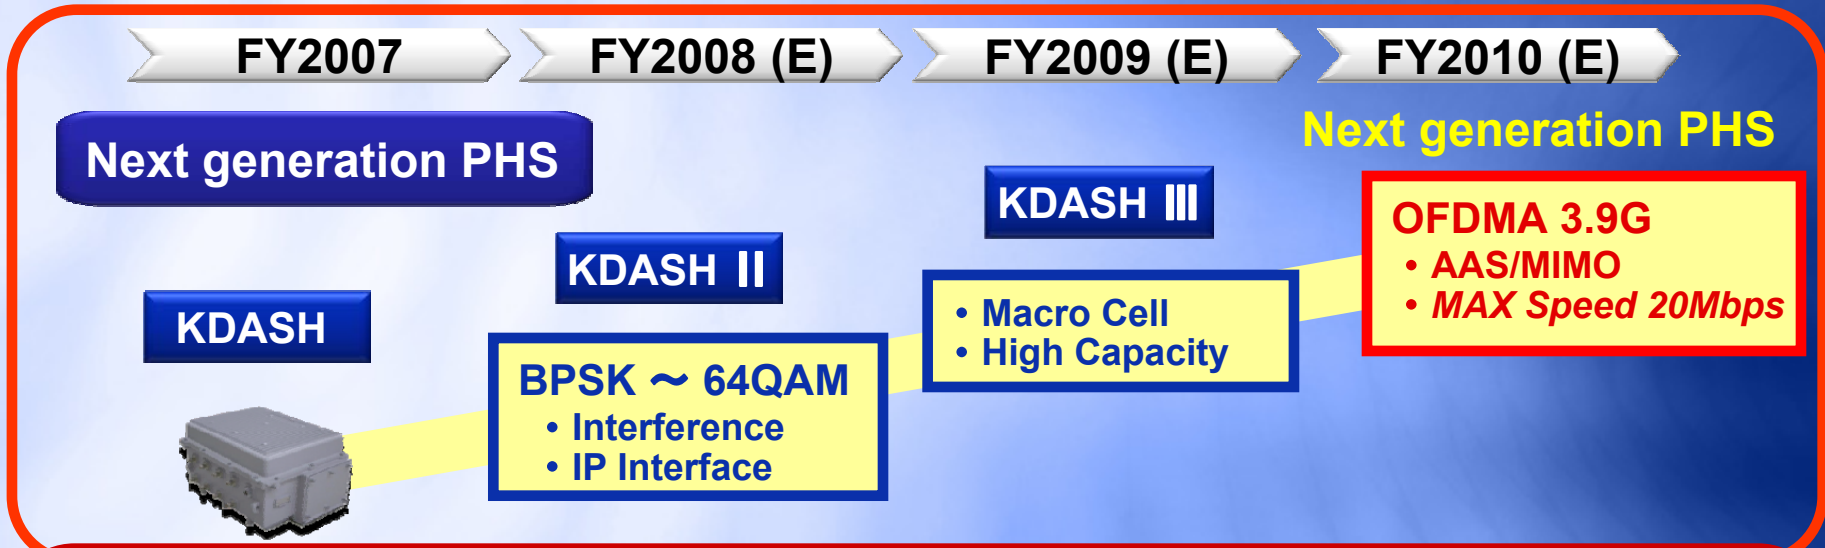 FY2007
FY2008 (E)
FY2009 (E)
FY2010 (E)
Next generation PHS
Next generation PHS
KDASH
KDASH II
BPSK ～ 64QAM
• Interference
• IP Interface
KDASH III
• Macro Cell
• High Capacity
OFDMA 3.9G
• AAS/MIMO
• MAX Speed 20Mbps